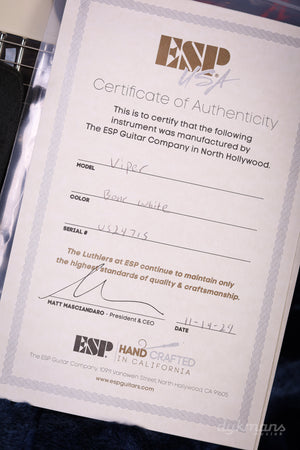 ESP
USA
Certificate of Authenticity
This is to certify that the following
instrument was manufactured by
The ESP Guitar Company in North Hollywood.
MODEL Viper
COLOR Bone White
SERIAL # US24715
The Luthiers at ESP continue to maintain only
the highest standards of quality & craftsmanship.
MATT MASCIANDARO - President & CEO
DATE 11-14-24
ESP HAND CRAFTED
IN CALIFORNIA
The ESP Guitar Company, 10911 Vanowen Street, North Hollywood, CA 91605
www.espguitars.com
dykmans